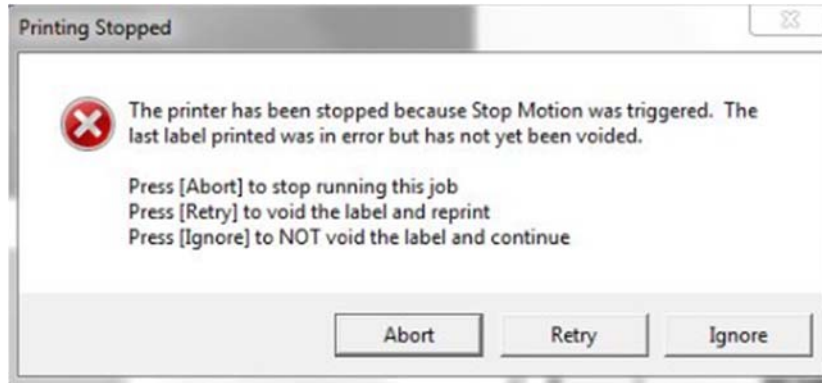 Printing Stopped
The printer has been stopped because Stop Motion was triggered.  The
last label printed was in error but has not yet been voided.
Press [Abort] to stop running this job
Press [Retry] to void the label and reprint
Press [Ignore] to NOT void the label and continue
Abort
Retry
Ignore